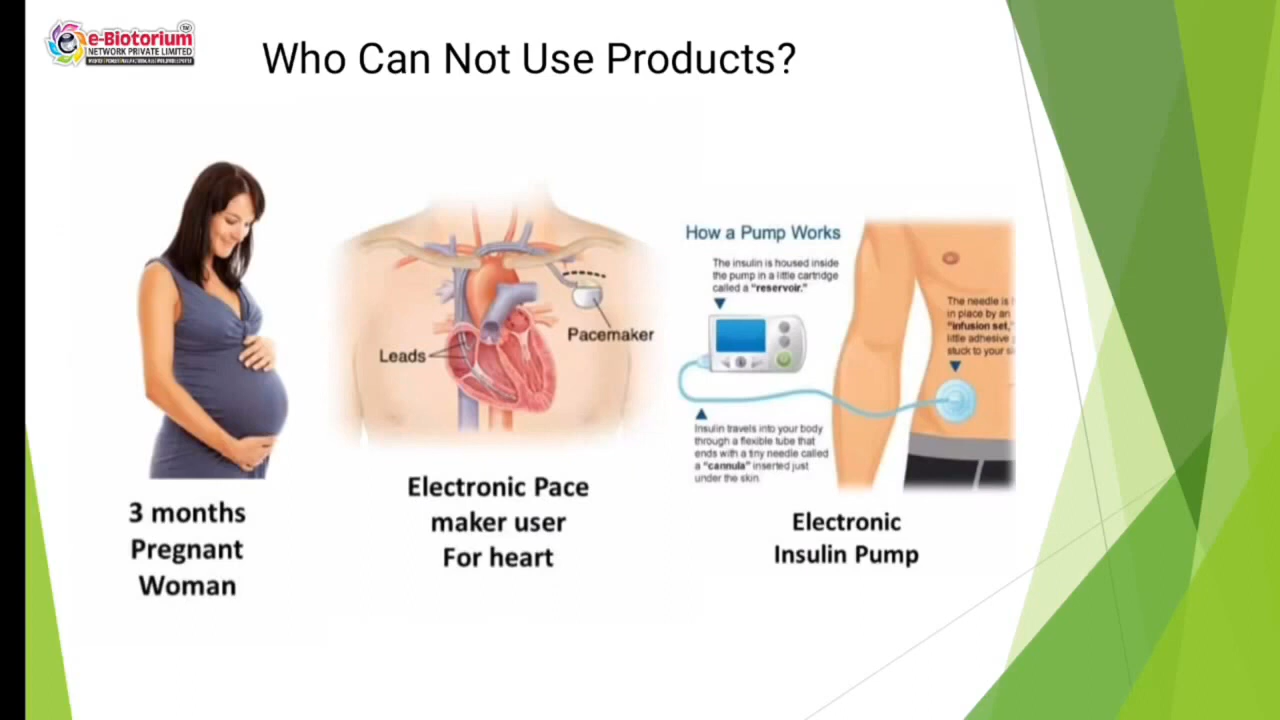 e-Biotorium
TM
NETWORK PRIVATE LIMITED
Who Can Not Use Products?
3 months
Pregnant
Woman
Leads
Pacemaker
Electronic Pace
maker user
For heart
How a Pump Works
The insulin is housed inside
the pump in a little cartridge
called a "reservoir."
The needle is
in place by an
"infusion set,"
little adhesive
stuck to your
Insulin travels into your body
through a flexible tube that
ends with a tiny needle called
a "cannula" inserted just
under the skin
Electronic
Insulin Pump